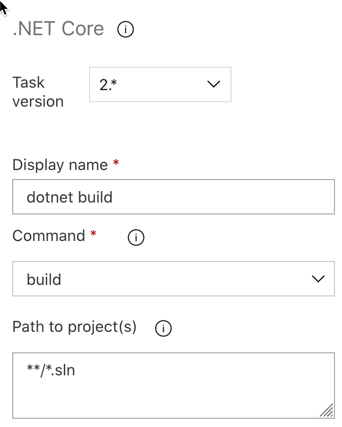 .NET Core
Task
version
2.*
Display name *
dotnet build
Command *
build
Path to project(s)
**/*.sln